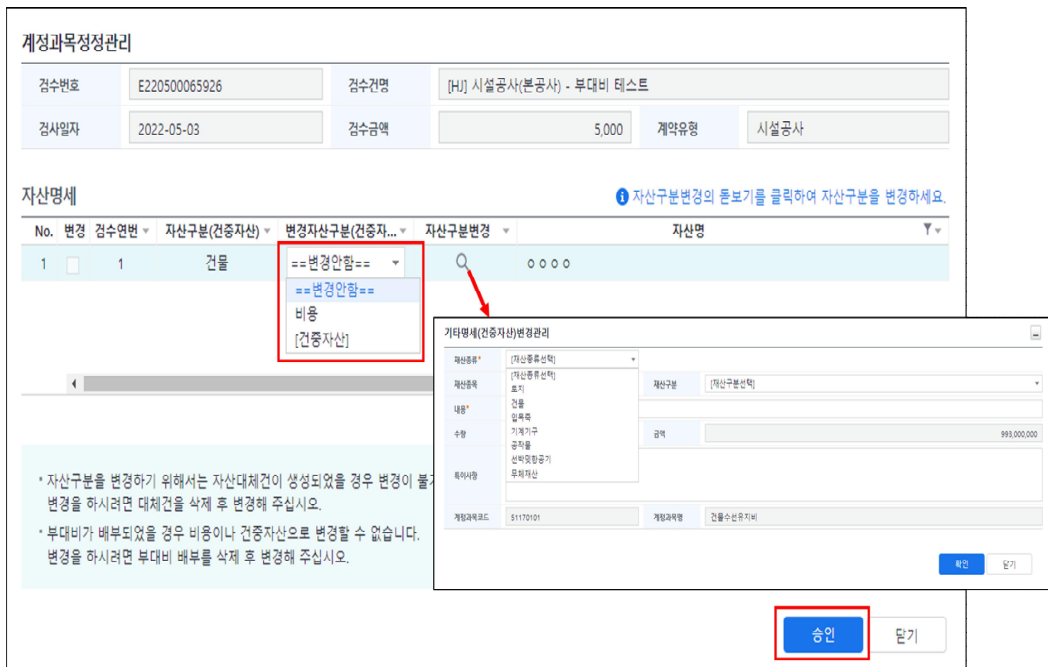 계정과목정정관리
검수번호 E220500065926 검수건명 [HJ] 시설공사(본공사) - 부대비 테스트
검사일자 2022-05-03 검수금액 5,000 계약유형 시설공사
자산명세 자산구분변경의 돋보기를 클릭하여 자산구분을 변경하세요.
No. 변경 검수연번 자산구분(건중자산) 변경자산구분(건중자... 자산구분변경 자산명
1 1 건물 ==변경안함== ㅇㅇㅇㅇ
==변경안함==
비용
[건중자산]
기타명세(건중자산)변경관리
재산종류* [재산종류선택]
[재산종류선택]
재산종목 토지 재산구분 [재산구분선택]
내용* 건물
입목죽
수량 기계기구 금액 993,000,000
공작물
선박및항공기
특이사항 무체재산
계정과목코드 51170101 계정과목명 건물수선유지비
확인 닫기
* 자산구분을 변경하기 위해서는 자산대체건이 생성되었을 경우 변경이 불
변경을 하시려면 대체건을 삭제 후 변경해 주십시오.
* 부대비가 배부되었을 경우 비용이나 건중자산으로 변경할 수 없습니다.
변경을 하시려면 부대비 배부를 삭제 후 변경해 주십시오.
승인 닫기